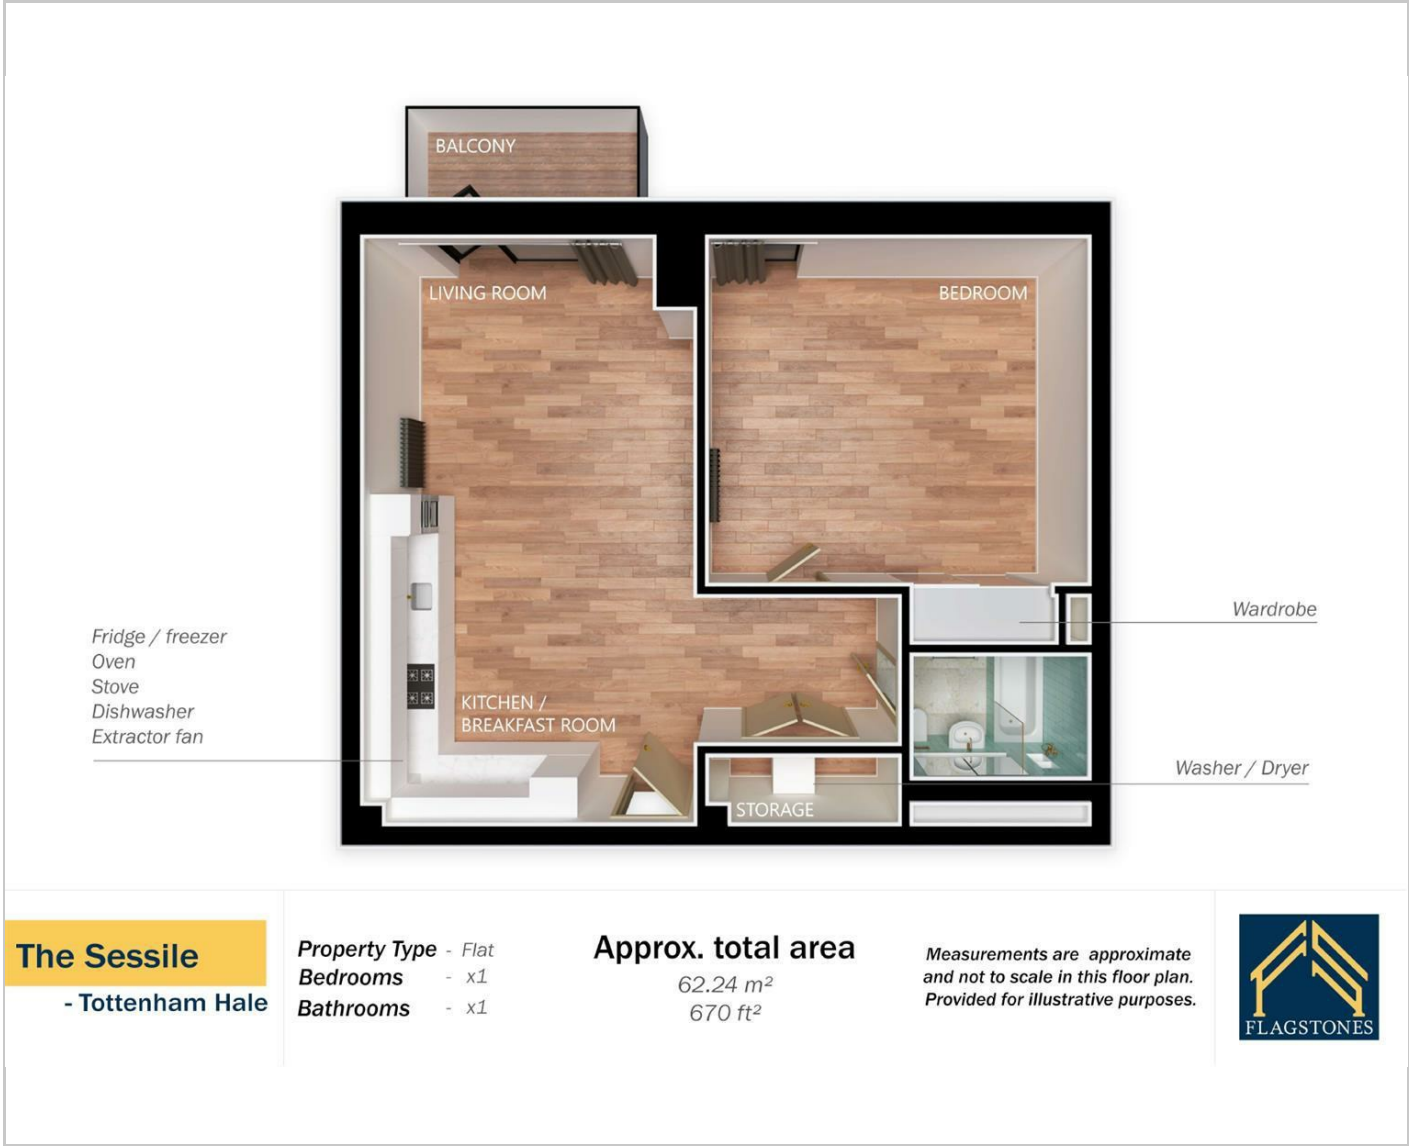 BALCONY
LIVING ROOM
BEDROOM
Wardrobe
Fridge / freezer
Oven
Stove
Dishwasher
Extractor fan
KITCHEN /
BREAKFAST ROOM
Washer / Dryer
STORAGE
The Sessile
- Tottenham Hale
Property Type - Flat
Bedrooms - x1
Bathrooms - x1
Approx. total area
62.24 m²
670 ft²
Measurements are approximate
and not to scale in this floor plan.
Provided for illustrative purposes.
FLAGSTONES